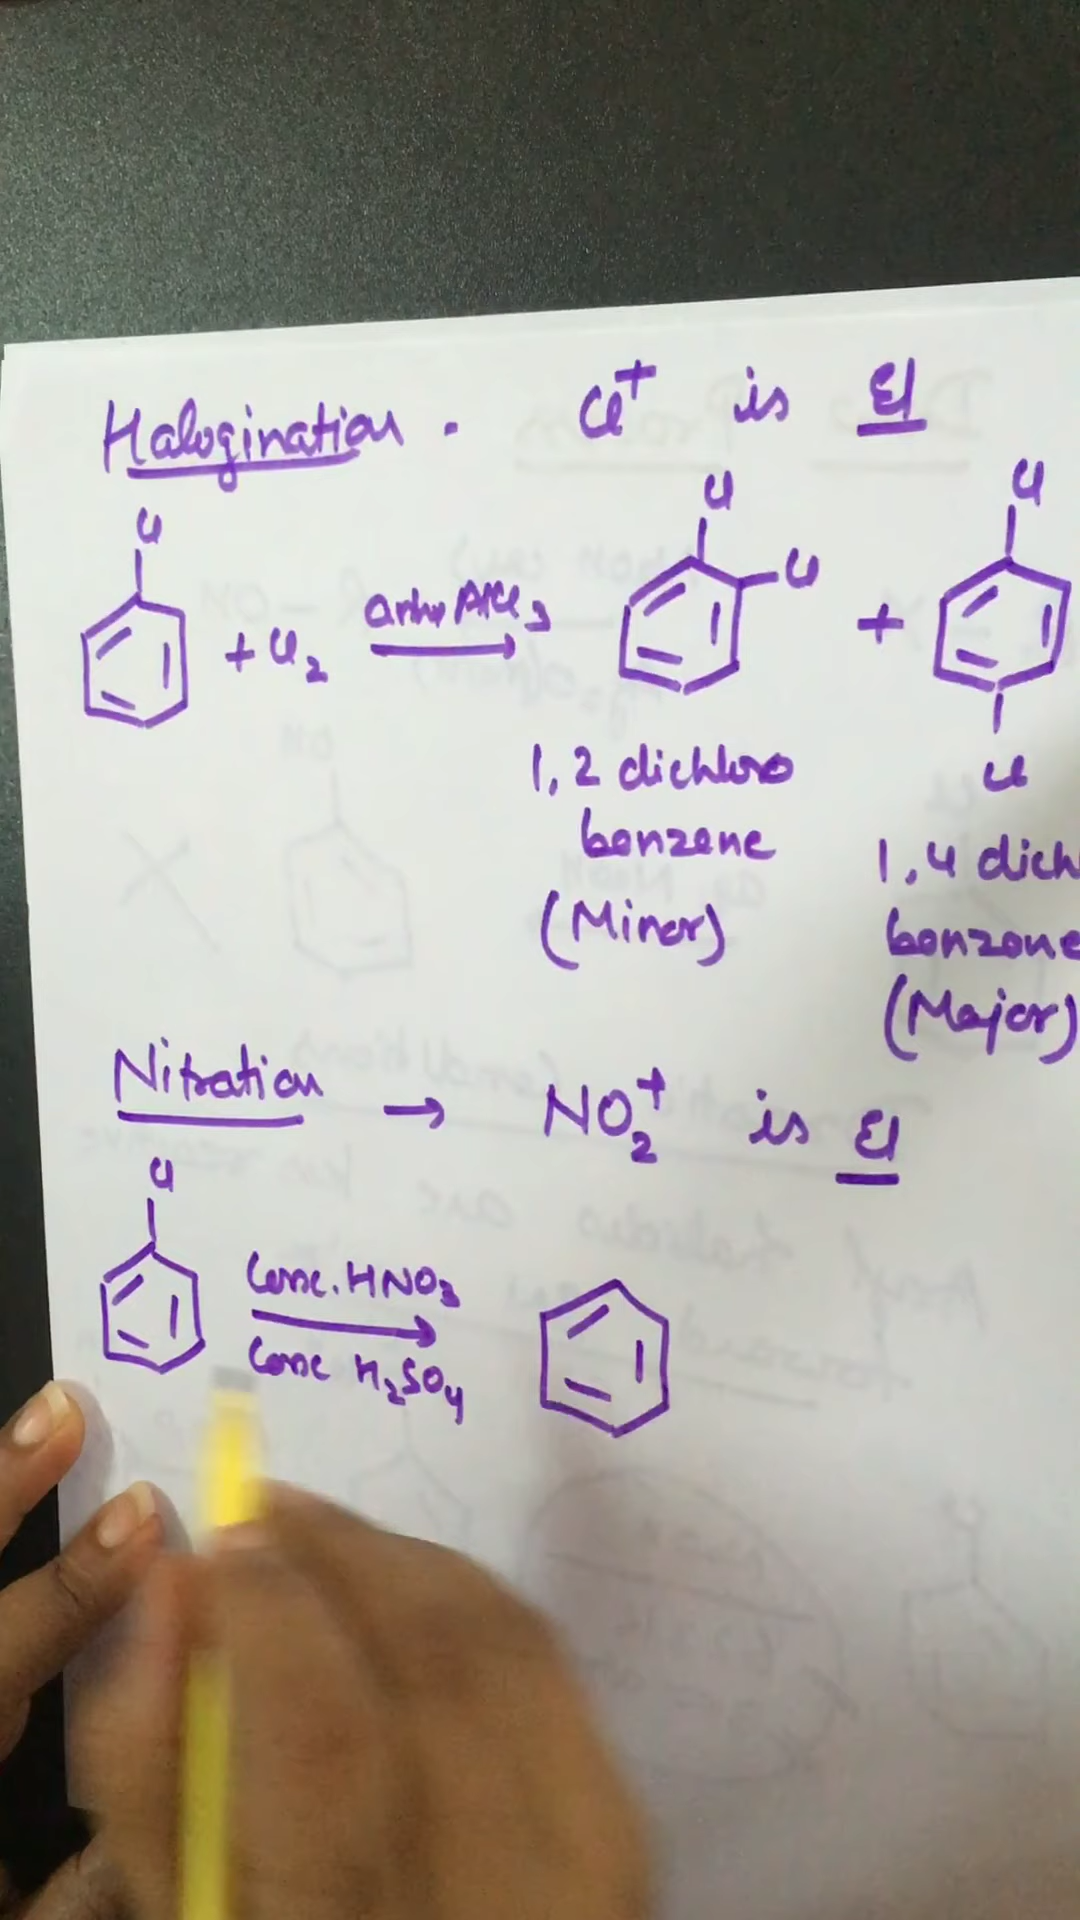 Halogination . Cl⁺ is El
Cl Cl Cl
Cl
+ Cl₂ anhy AlCl₃ +
Cl
1, 2 dichloro
benzene
(Minor)
1, 4 dich
benzene
(Major)
Nitration → NO₂⁺ is El
Cl
Conc. HNO₃
Conc H₂SO₄